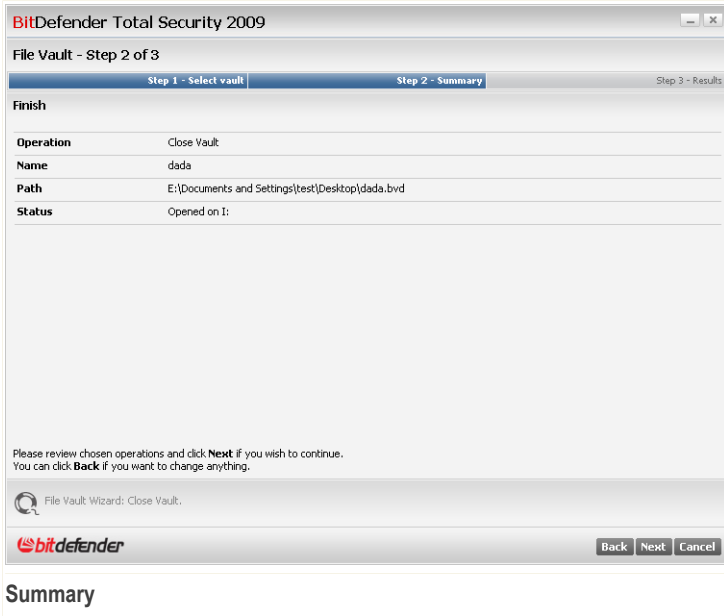 BitDefender Total Security 2009
File Vault - Step 2 of 3
Step 1 - Select vault
Step 2 - Summary
Step 3 - Results
Finish
Operation Close Vault
Name dada
Path E:\Documents and Settings\test\Desktop\dada.bvd
Status Opened on I:
Please review chosen operations and click Next if you wish to continue.
You can click Back if you want to change anything.
File Vault Wizard: Close Vault.
bitdefender
Back Next Cancel
Summary